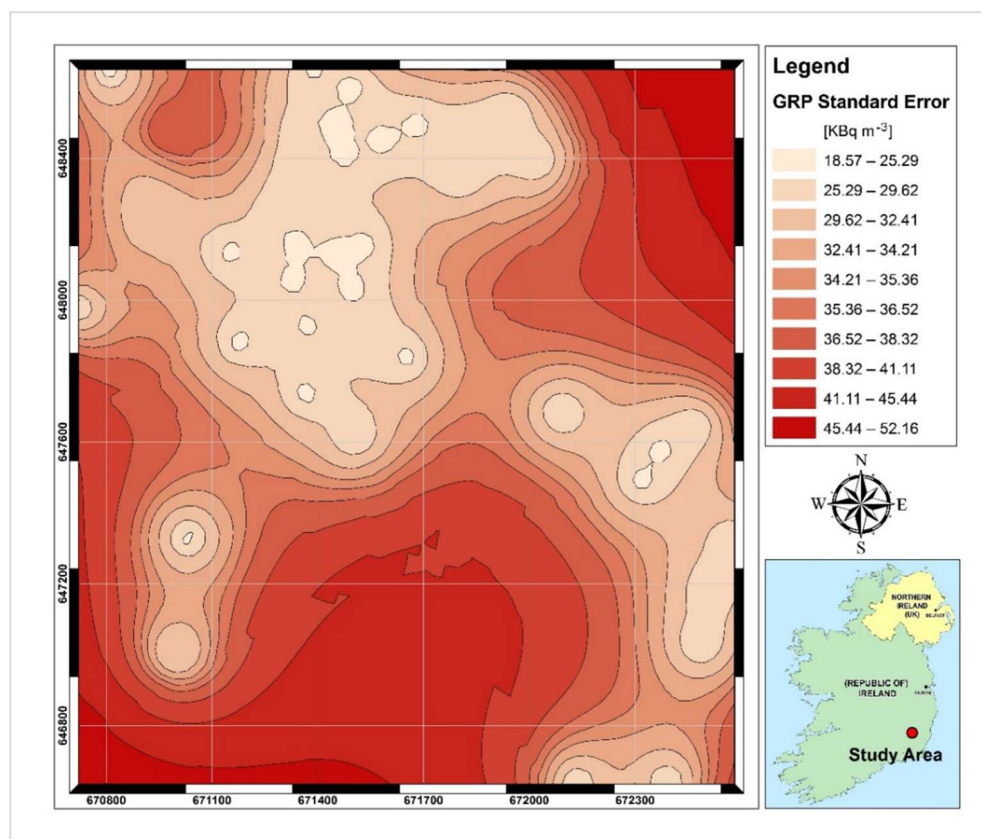 Legend
GRP Standard Error
[KBq m⁻³]
18.57 – 25.29
25.29 – 29.62
29.62 – 32.41
32.41 – 34.21
34.21 – 35.36
35.36 – 36.52
36.52 – 38.32
38.32 – 41.11
41.11 – 45.44
45.44 – 52.16
648400
648000
647600
647200
646800
670800 671100 671400 671700 672000 672300
N
W E
S
NORTHERN
IRELAND
(UK)
BELFAST
(REPUBLIC OF)
IRELAND
DUBLIN
Study Area